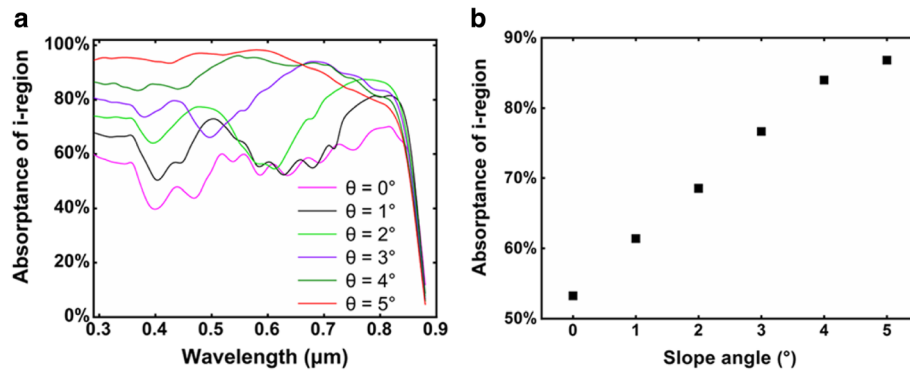 a
Absorptance of i-region
100%
80%
60%
40%
20%
0%
0.3 0.4 0.5 0.6 0.7 0.8 0.9
Wavelength (μm)
θ = 0°
θ = 1°
θ = 2°
θ = 3°
θ = 4°
θ = 5°
b
Absorptance of i-region
90%
80%
70%
60%
50%
0 1 2 3 4 5
Slope angle (°)